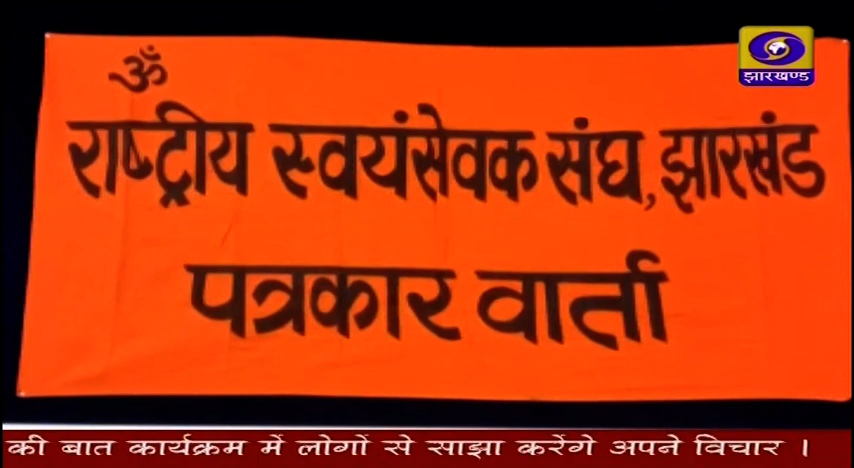 ॐ
झारखण्ड
राष्ट्रीय स्वयंसेवक संघ, झारखंड
पत्रकार वार्ता
की बात कार्यक्रम में लोगों से साझा करेंगे अपने विचार ।